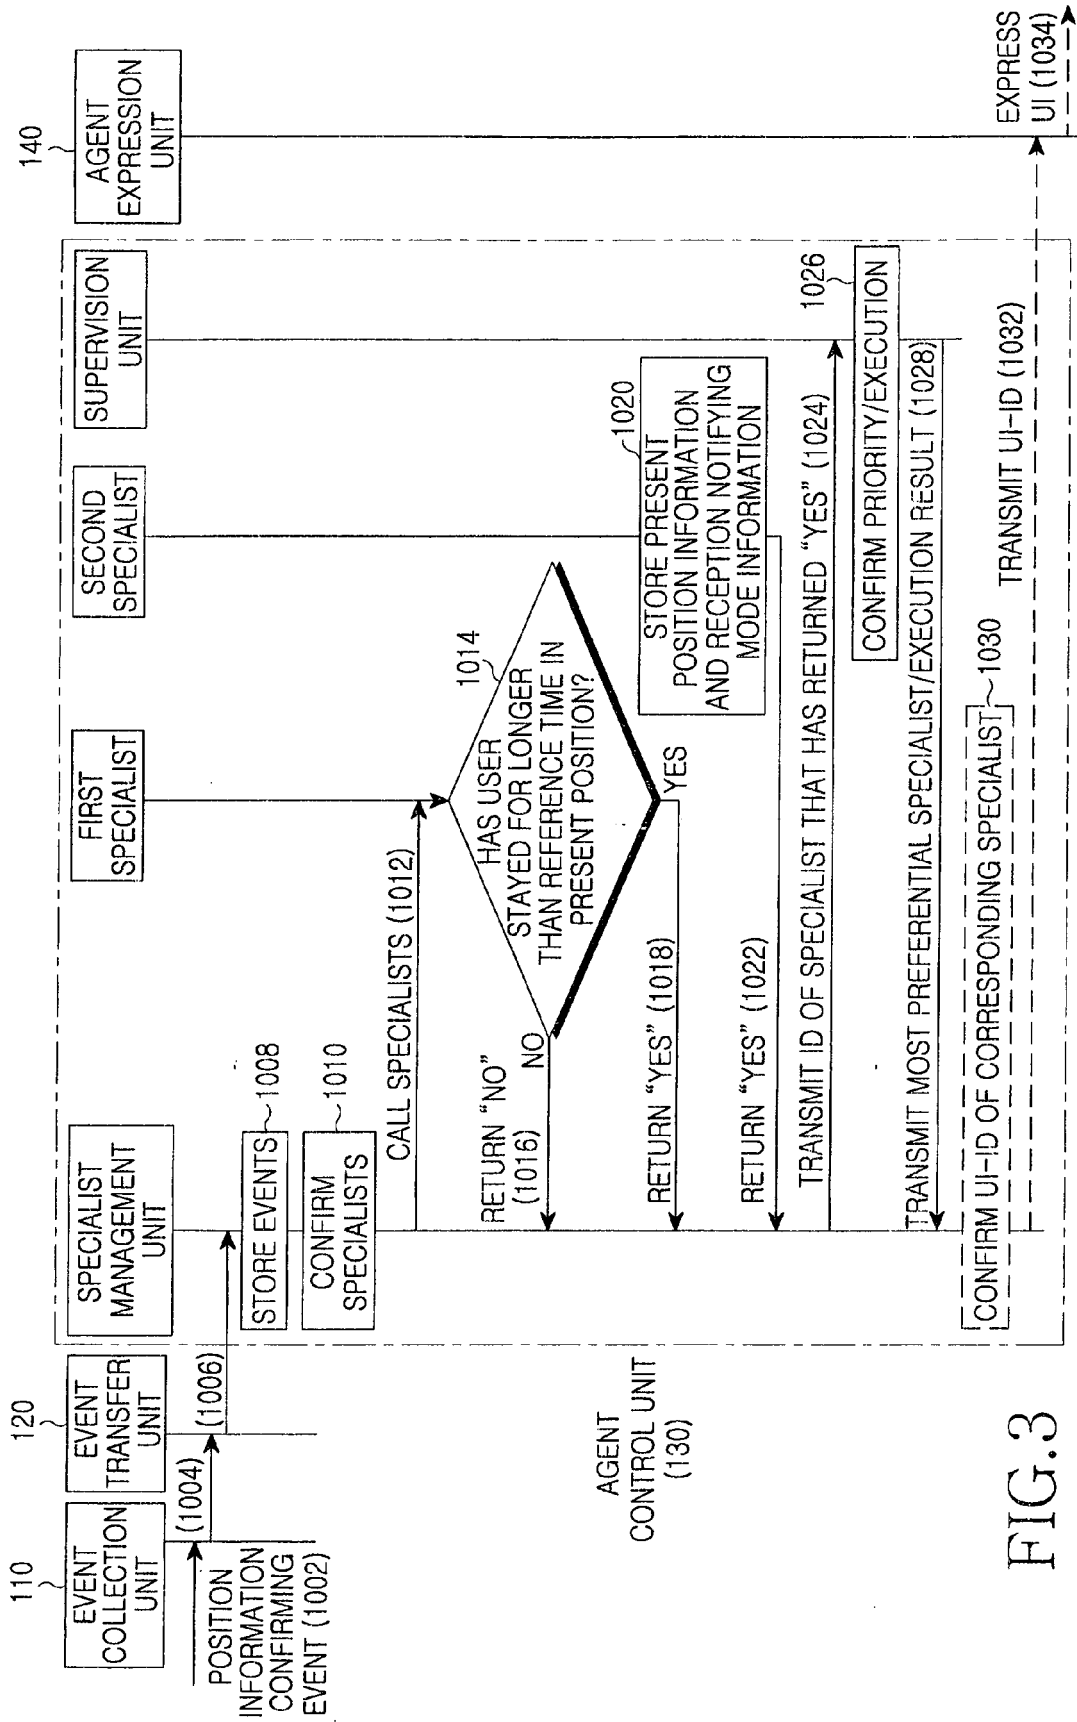 110
EVENT
COLLECTION
UNIT
120
EVENT
TRANSFER
UNIT
SPECIALIST
MANAGEMENT
UNIT
FIRST
SPECIALIST
SECOND
SPECIALIST
SUPERVISION
UNIT
140
AGENT
EXPRESSION
UNIT
POSITION
INFORMATION
CONFIRMING
EVENT (1002)
(1004)
(1006)
STORE EVENTS
1008
CONFIRM
SPECIALISTS
1010
CALL SPECIALISTS (1012)
HAS USER
STAYED FOR LONGER
THAN REFERENCE TIME IN
PRESENT POSITION?
1014
RETURN “NO”
(1016)
NO
YES
RETURN “YES” (1018)
STORE PRESENT
POSITION INFORMATION
AND RECEPTION NOTIFYING
MODE INFORMATION
1020
RETURN “YES” (1022)
TRANSMIT ID OF SPECIALIST THAT HAS RETURNED “YES” (1024)
1026
CONFIRM PRIORITY/EXECUTION
TRANSMIT MOST PREFERENTIAL SPECIALIST/EXECUTION RESULT (1028)
CONFIRM UI-ID OF CORRESPONDING SPECIALIST
1030
TRANSMIT UI-ID (1032)
EXPRESS
UI (1034)
AGENT
CONTROL UNIT
(130)
FIG.3